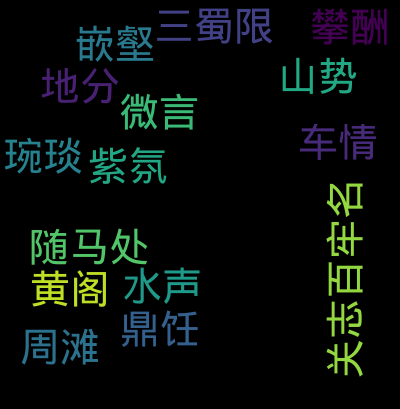 三蜀限
攀酬
嵌壑
山势
地分
微言
车情
琬琰
紫氛
关志百牢名
随马处
黄阁
水声
鼎饪
周滩